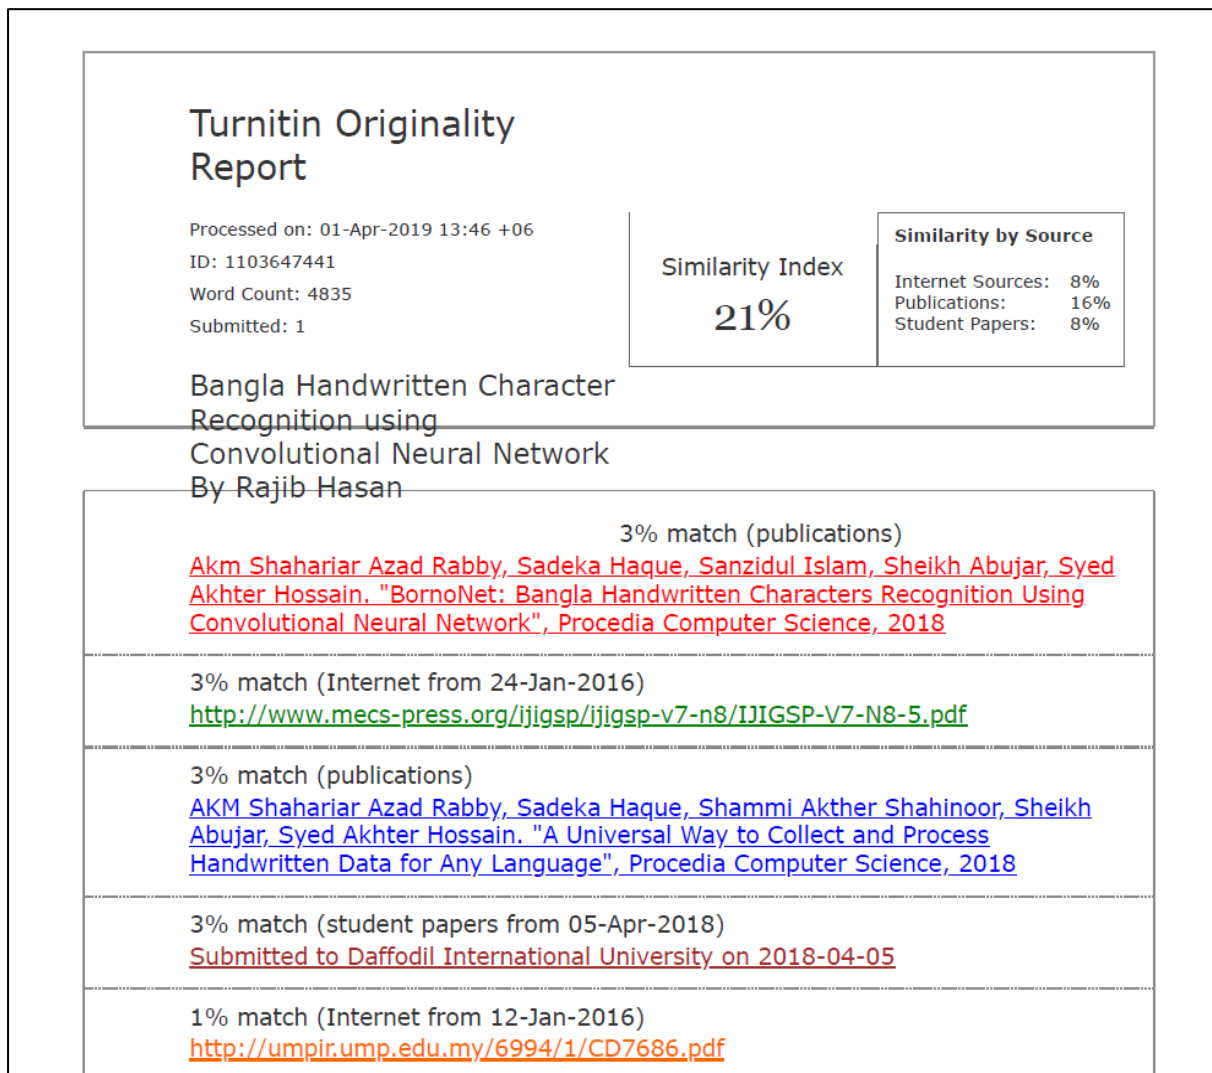 Turnitin Originality
Report
Processed on: 01-Apr-2019 13:46 +06
ID: 1103647441
Word Count: 4835
Submitted: 1
Similarity Index
21%
Similarity by Source
Internet Sources: 8%
Publications: 16%
Student Papers: 8%
Bangla Handwritten Character
Recognition using
Convolutional Neural Network
By Rajib Hasan
3% match (publications)
Akm Shahariar Azad Rabby, Sadeka Haque, Sanzidul Islam, Sheikh Abujar, Syed
Akhter Hossain. "BornoNet: Bangla Handwritten Characters Recognition Using
Convolutional Neural Network", Procedia Computer Science, 2018
3% match (Internet from 24-Jan-2016)
http://www.mecs-press.org/ijigsp/ijigsp-v7-n8/IJIGSP-V7-N8-5.pdf
3% match (publications)
AKM Shahariar Azad Rabby, Sadeka Haque, Shammi Akther Shahinoor, Sheikh
Abujar, Syed Akhter Hossain. "A Universal Way to Collect and Process
Handwritten Data for Any Language", Procedia Computer Science, 2018
3% match (student papers from 05-Apr-2018)
Submitted to Daffodil International University on 2018-04-05
1% match (Internet from 12-Jan-2016)
http://umpir.ump.edu.my/6994/1/CD7686.pdf